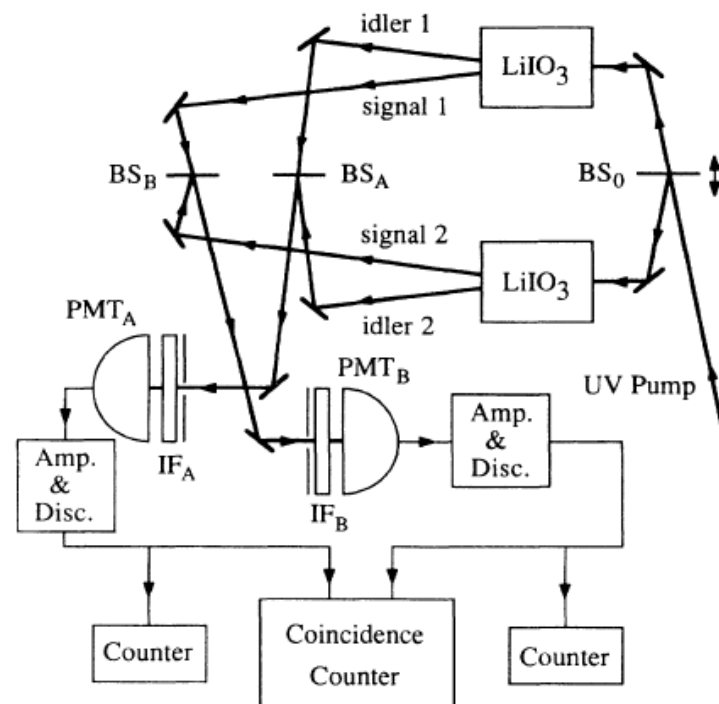 idler 1
LiIO3
signal 1
BSB
BSA
BS0
signal 2
LiIO3
idler 2
PMTA
PMTB
UV Pump
Amp.
&
Disc.
IFA
IFB
Amp.
&
Disc.
Counter
Coincidence
Counter
Counter